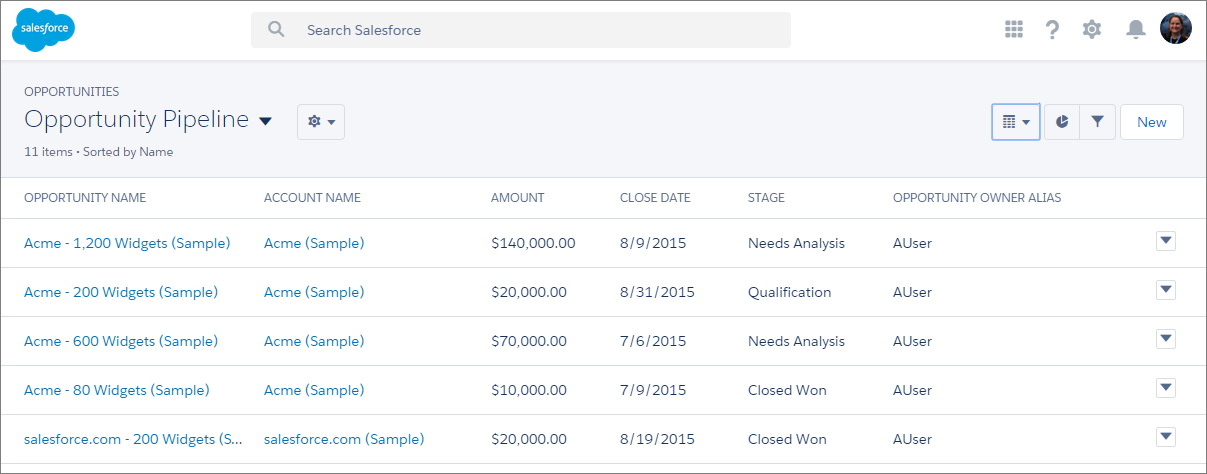 salesforce
Search Salesforce
OPPORTUNITIES
Opportunity Pipeline
New
11 items • Sorted by Name
OPPORTUNITY NAME ACCOUNT NAME AMOUNT CLOSE DATE STAGE OPPORTUNITY OWNER ALIAS
Acme - 1,200 Widgets (Sample) Acme (Sample) $140,000.00 8/9/2015 Needs Analysis AUser
Acme - 200 Widgets (Sample) Acme (Sample) $20,000.00 8/31/2015 Qualification AUser
Acme - 600 Widgets (Sample) Acme (Sample) $70,000.00 7/6/2015 Needs Analysis AUser
Acme - 80 Widgets (Sample) Acme (Sample) $10,000.00 7/9/2015 Closed Won AUser
salesforce.com - 200 Widgets (S... salesforce.com (Sample) $20,000.00 8/19/2015 Closed Won AUser